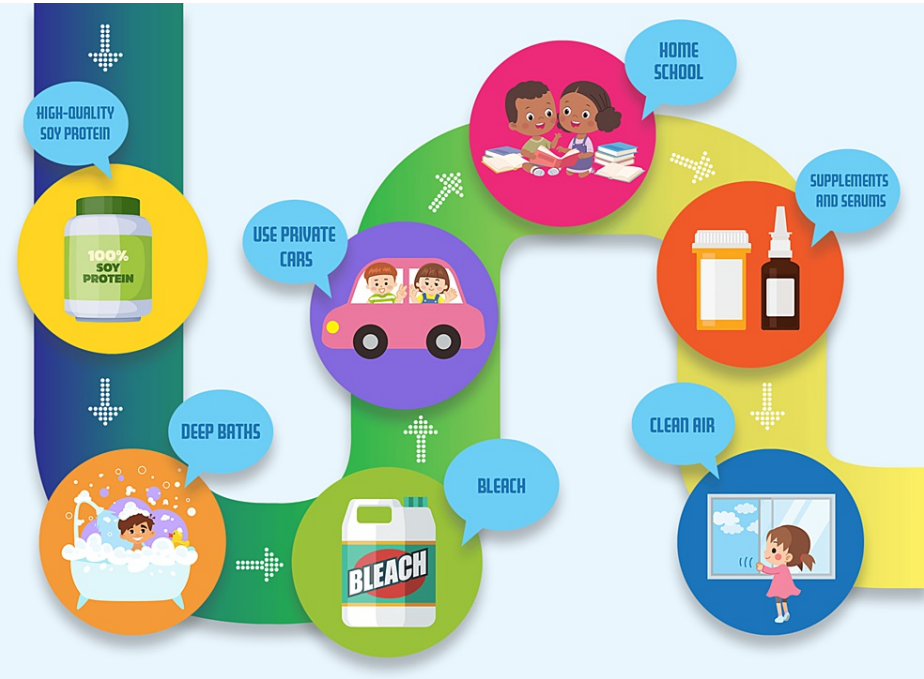 HIGH-QUALITY
SOY PROTEIN
100%
SOY
PROTEIN
DEEP BATHS
BLEACH
BLEACH
USE PRIVATE
CARS
HOME
SCHOOL
SUPPLEMENTS
AND SERUMS
CLEAN AIR